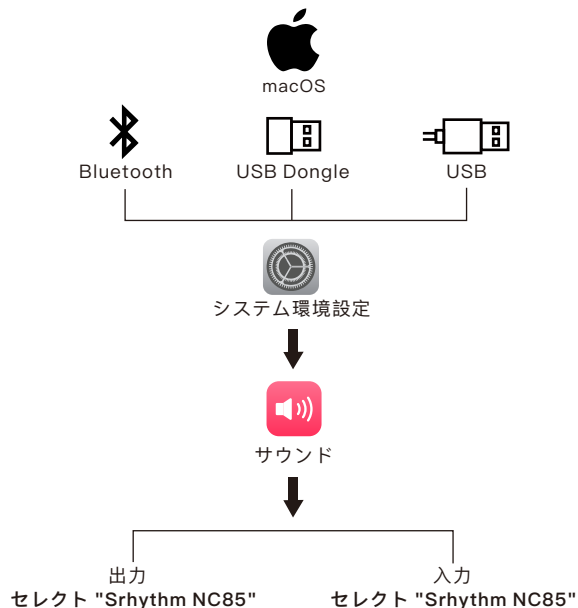 macOS
Bluetooth
USB Dongle
USB
システム環境設定
サウンド
出力
セレクト "Srhythm NC85"
入力
セレクト "Srhythm NC85"